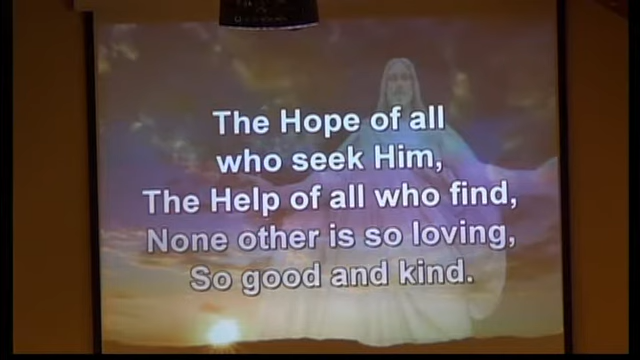 The Hope of all
who seek Him,
The Help of all who find,
None other is so loving,
So good and kind.